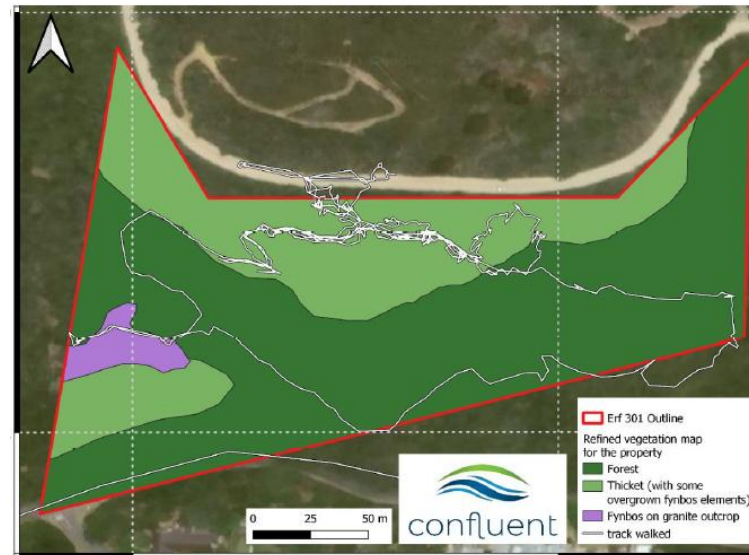 Erf 301 Outline
Refined vegetation map
for the property
Forest
Thicket (with some
overgrown fynbos elements)
Fynbos on granite outcrop
track walked
confluent
0 25 50 m